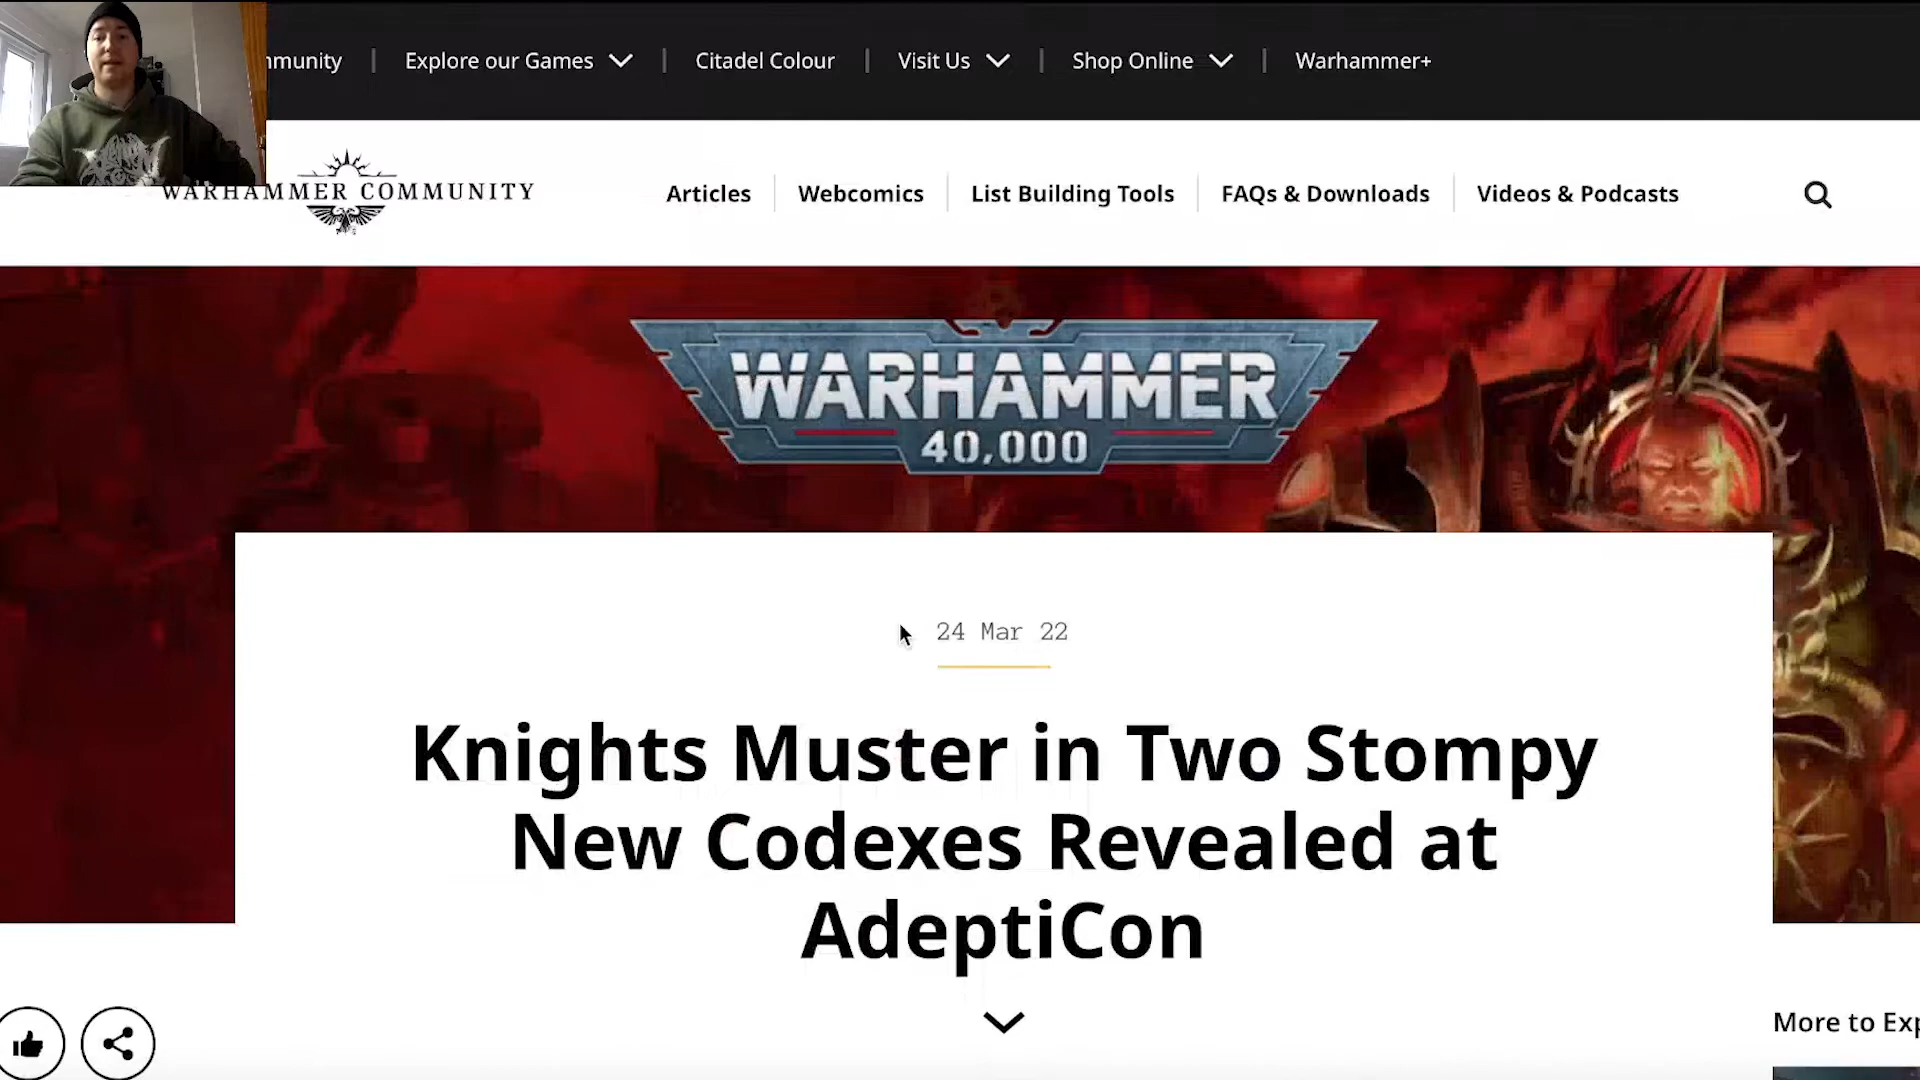 mmunity | Explore our Games | Citadel Colour | Visit Us | Shop Online | Warhammer+
WARHAMMER COMMUNITY
Articles Webcomics List Building Tools FAQs & Downloads Videos & Podcasts
WARHAMMER
40,000
24 Mar 22
Knights Muster in Two Stompy
New Codexes Revealed at
AdeptiCon
More to Exp